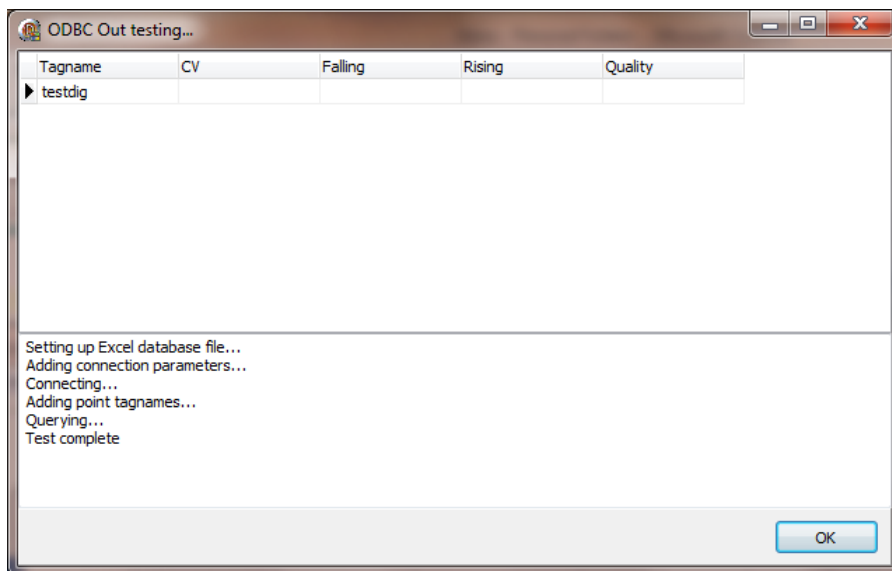 ODBC Out testing...
Tagname CV Falling Rising Quality
testdig
Setting up Excel database file...
Adding connection parameters...
Connecting...
Adding point tagnames...
Querying...
Test complete
OK